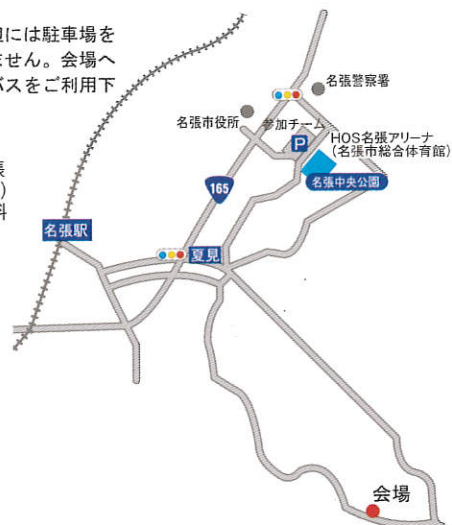 辺には駐車場を
ません。会場へ
バスをご利用下
張
)
料
名張警察署
名張市役所
参加チーム
P
HOS名張アリーナ
(名張市総合体育館)
名張中央公園
165
名張駅
夏見
会場